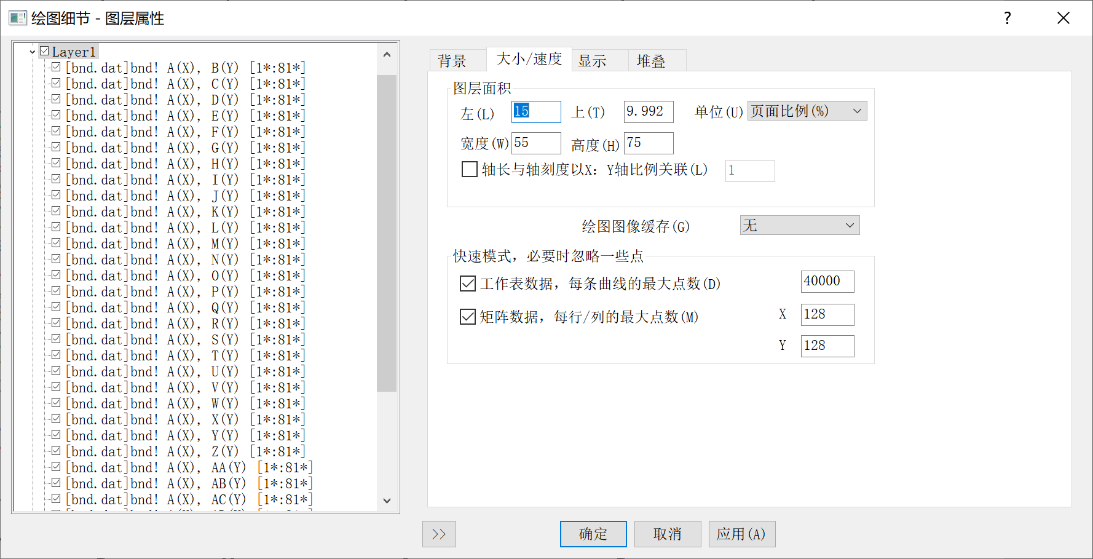 绘图细节 - 图层属性
?
Layer1
[bnd.dat]bnd! A(X), B(Y) [1*:81*]
[bnd.dat]bnd! A(X), C(Y) [1*:81*]
[bnd.dat]bnd! A(X), D(Y) [1*:81*]
[bnd.dat]bnd! A(X), E(Y) [1*:81*]
[bnd.dat]bnd! A(X), F(Y) [1*:81*]
[bnd.dat]bnd! A(X), G(Y) [1*:81*]
[bnd.dat]bnd! A(X), H(Y) [1*:81*]
[bnd.dat]bnd! A(X), I(Y) [1*:81*]
[bnd.dat]bnd! A(X), J(Y) [1*:81*]
[bnd.dat]bnd! A(X), K(Y) [1*:81*]
[bnd.dat]bnd! A(X), L(Y) [1*:81*]
[bnd.dat]bnd! A(X), M(Y) [1*:81*]
[bnd.dat]bnd! A(X), N(Y) [1*:81*]
[bnd.dat]bnd! A(X), O(Y) [1*:81*]
[bnd.dat]bnd! A(X), P(Y) [1*:81*]
[bnd.dat]bnd! A(X), Q(Y) [1*:81*]
[bnd.dat]bnd! A(X), R(Y) [1*:81*]
[bnd.dat]bnd! A(X), S(Y) [1*:81*]
[bnd.dat]bnd! A(X), T(Y) [1*:81*]
[bnd.dat]bnd! A(X), U(Y) [1*:81*]
[bnd.dat]bnd! A(X), V(Y) [1*:81*]
[bnd.dat]bnd! A(X), W(Y) [1*:81*]
[bnd.dat]bnd! A(X), X(Y) [1*:81*]
[bnd.dat]bnd! A(X), Y(Y) [1*:81*]
[bnd.dat]bnd! A(X), Z(Y) [1*:81*]
[bnd.dat]bnd! A(X), AA(Y) [1*:81*]
[bnd.dat]bnd! A(X), AB(Y) [1*:81*]
[bnd.dat]bnd! A(X), AC(Y) [1*:81*]
背景 大小/速度 显示 堆叠
图层面积
左(L) 15 上(T) 9.992 单位(U) 页面比例(%)
宽度(W) 55 高度(H) 75
轴长与轴刻度以X: Y轴比例关联(L) 1
绘图图像缓存(G) 无
快速模式, 必要时忽略一些点
工作表数据, 每条曲线的最大点数(D) 40000
矩阵数据, 每行/列的最大点数(M) X 128
Y 128
>> 确定 取消 应用(A)